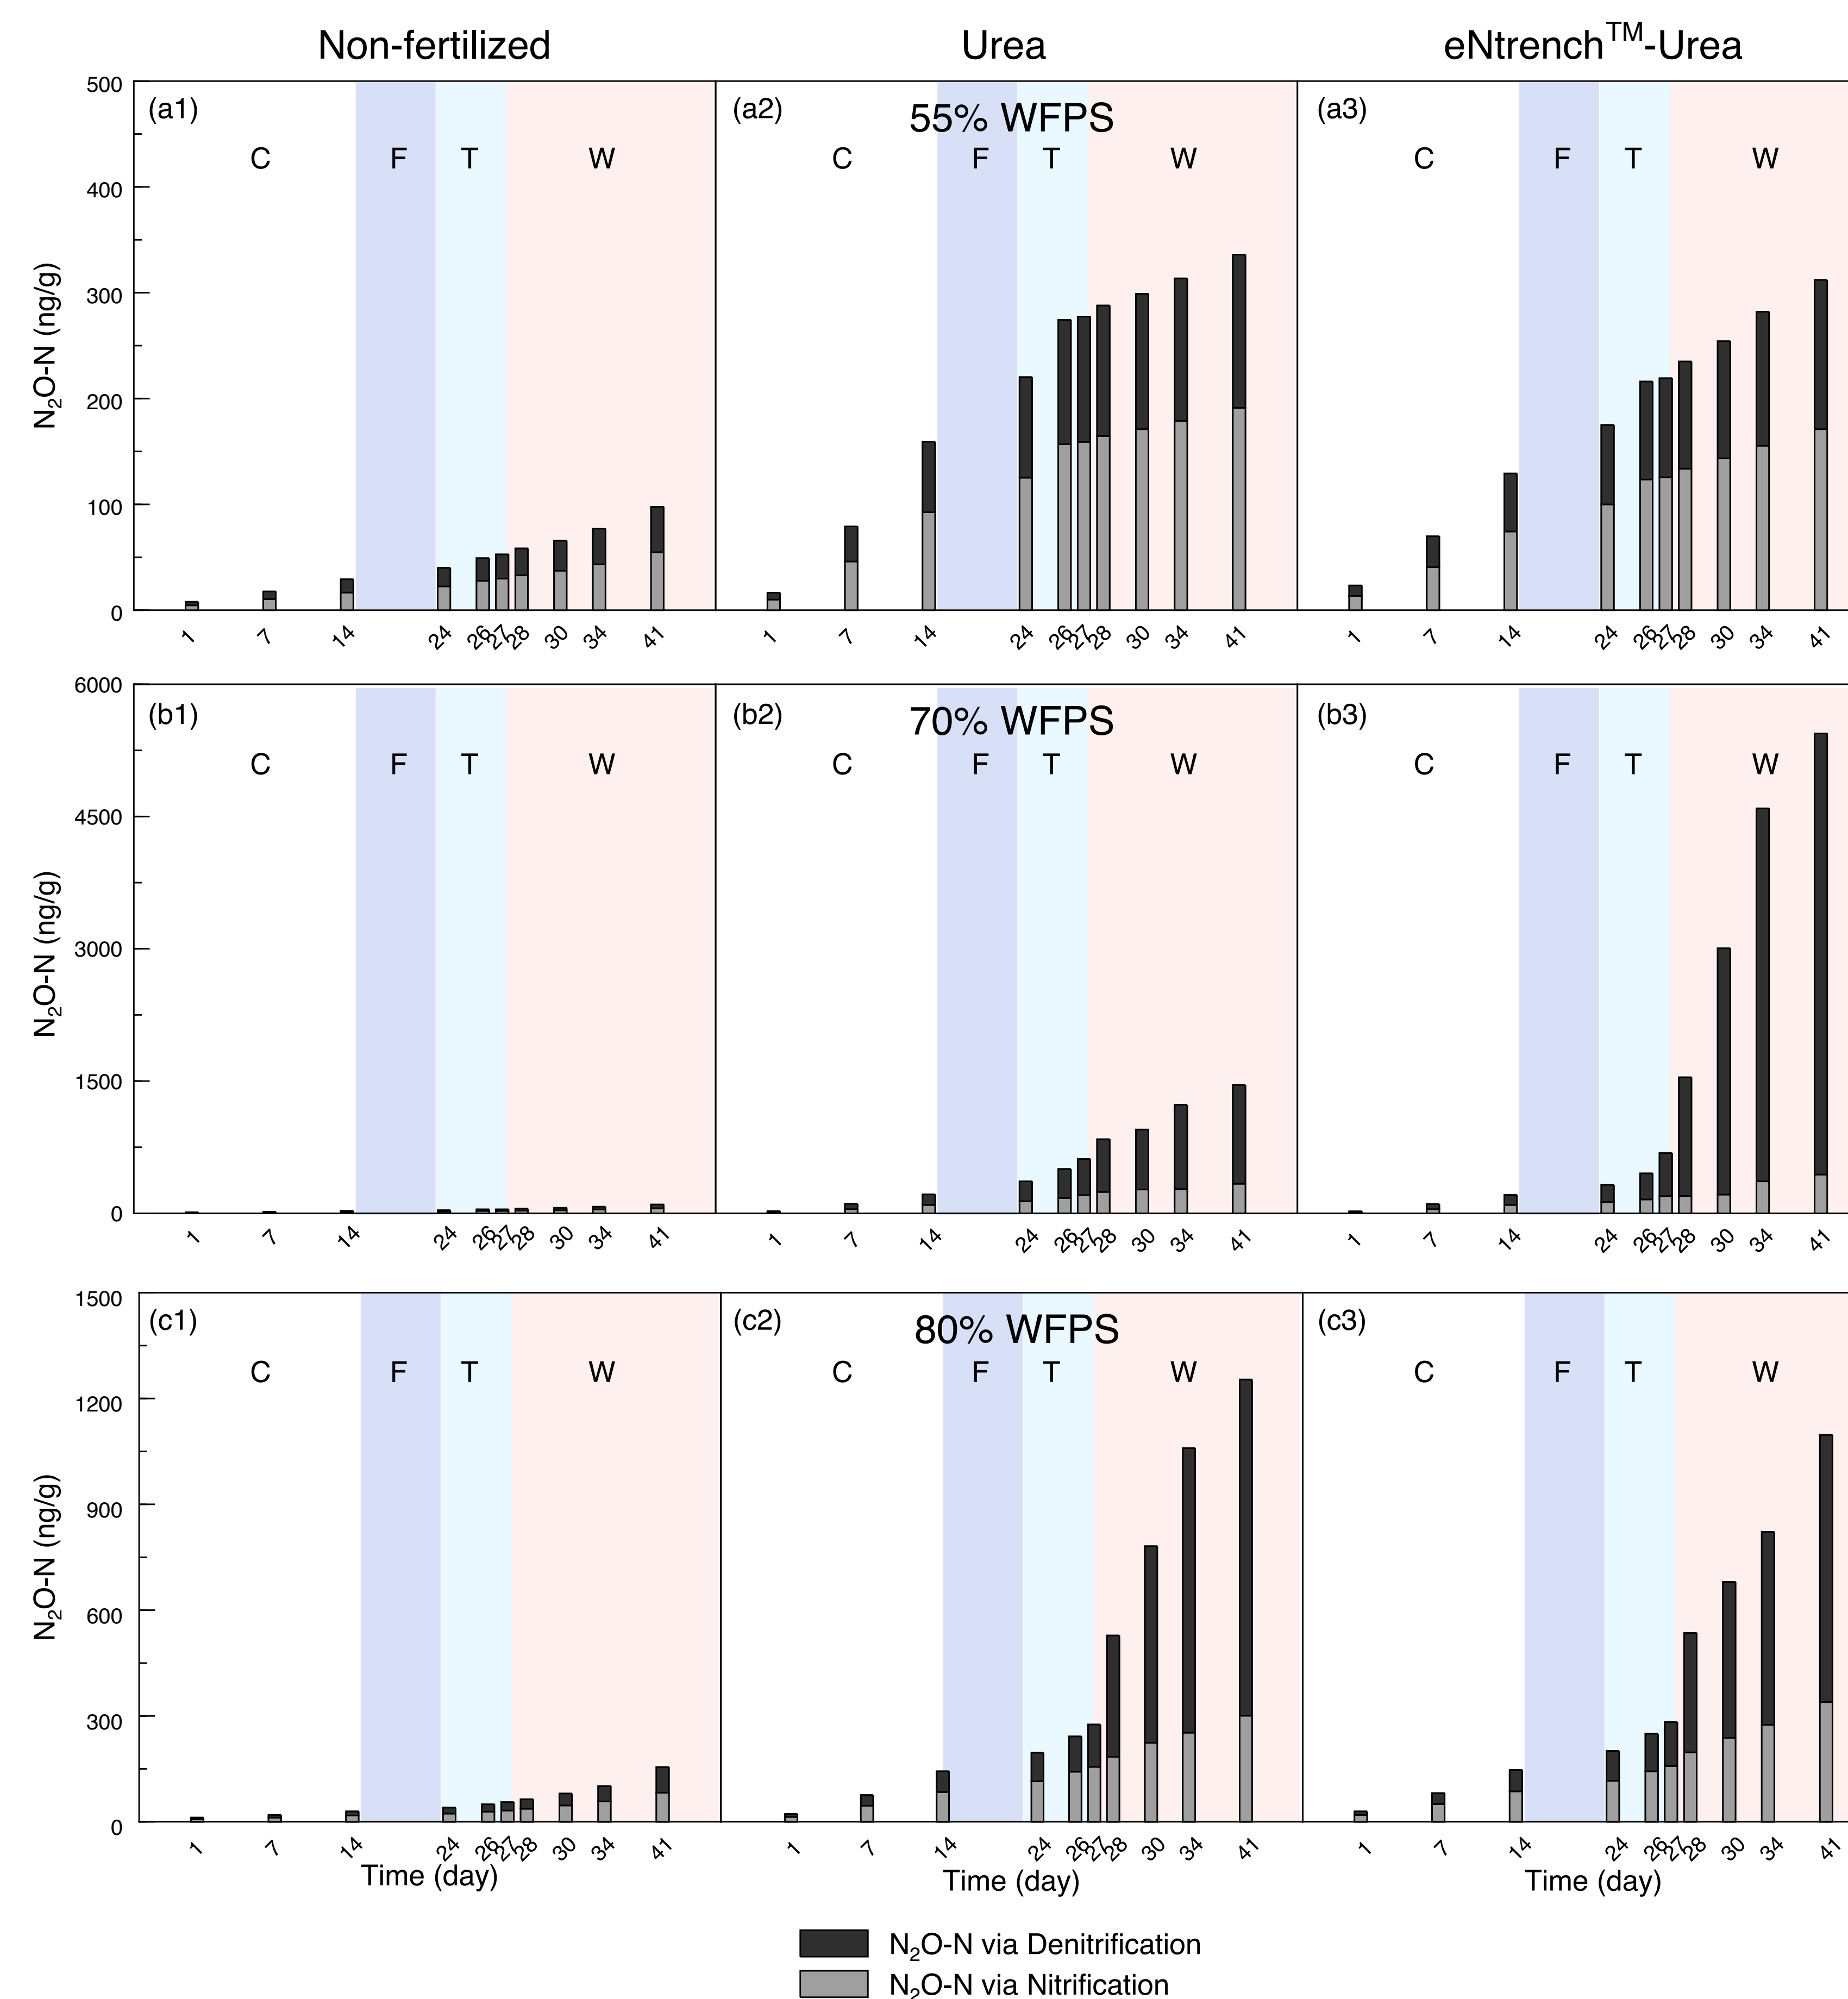 Non-fertilized Urea eNtrench™-Urea
(a1) (a2) 55% WFPS (a3)
C F T W C F T W C F T W
500
400
300
200
100
0
N₂O-N (ng/g)
1 7 14 24 26 27 28 30 34 41 1 7 14 24 26 27 28 30 34 41 1 7 14 24 26 27 28 30 34 41
(b1) (b2) 70% WFPS (b3)
C F T W C F T W C F T W
6000
4500
3000
1500
0
N₂O-N (ng/g)
1 7 14 24 26 27 28 30 34 41 1 7 14 24 26 27 28 30 34 41 1 7 14 24 26 27 28 30 34 41
(c1) (c2) 80% WFPS (c3)
C F T W C F T W C F T W
1500
1200
900
600
300
0
N₂O-N (ng/g)
1 7 14 24 26 27 28 30 34 41 1 7 14 24 26 27 28 30 34 41 1 7 14 24 26 27 28 30 34 41
Time (day) Time (day) Time (day)
N₂O-N via Denitrification
N₂O-N via Nitrification